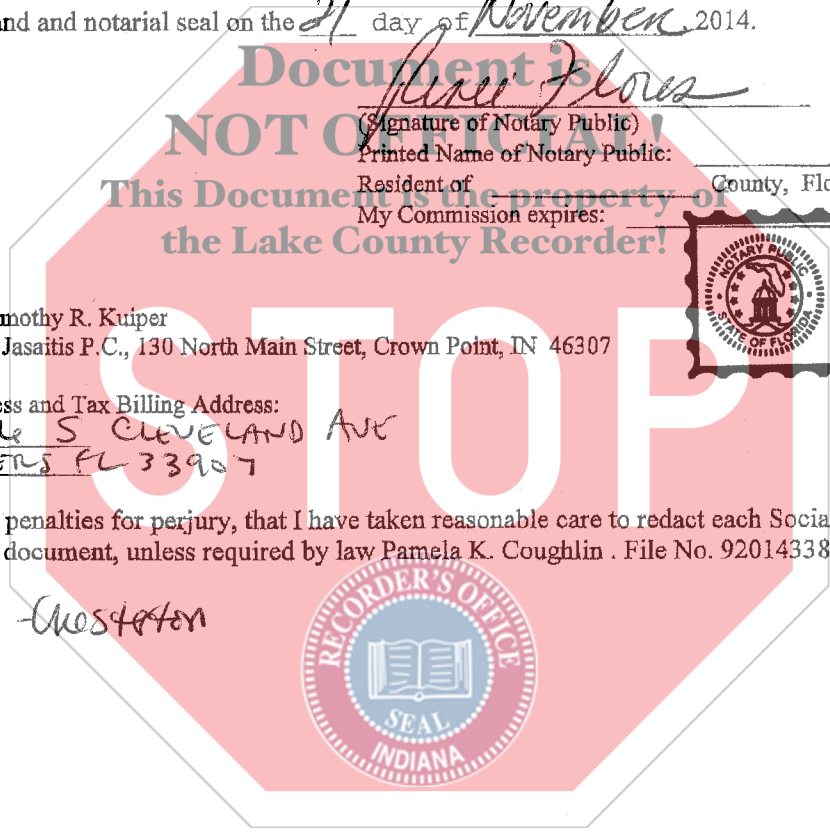 and and notarial seal on the 21 day of November, 2014.
Document is
Renee Flores
NOT OFFICIAL!
(Signature of Notary Public)
Printed Name of Notary Public:
This Document is the property of
Resident of County, Flo
My Commission expires:
the Lake County Recorder!
NOTARY PUBLIC
STATE OF FLORIDA
mothy R. Kuiper
Jasaitis P.C., 130 North Main Street, Crown Point, IN 46307
STOP
ess and Tax Billing Address:
S CLEVELAND AVE
ERS FL 33907
penalties for perjury, that I have taken reasonable care to redact each Socia
document, unless required by law Pamela K. Coughlin . File No. 92014338
-Chesterton
RECORDER'S OFFICE
SEAL
INDIANA